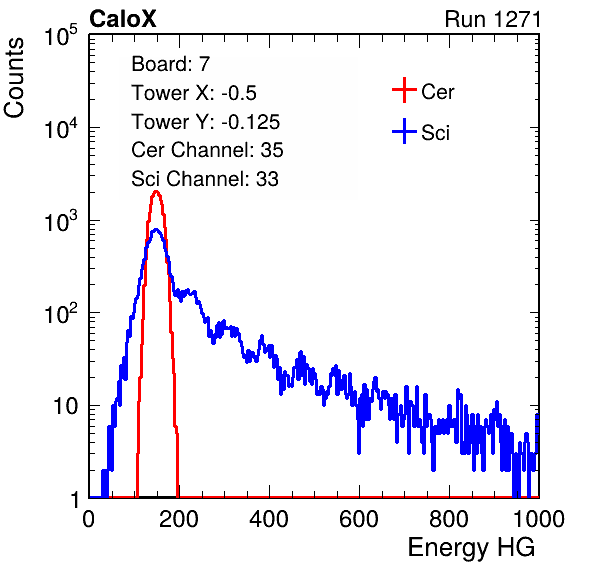 CaloX Run 1271
Counts
10^5
10^4
10^3
10^2
10
1
Board: 7
Tower X: -0.5
Tower Y: -0.125
Cer Channel: 35
Sci Channel: 33
Cer
Sci
0 200 400 600 800 1000
Energy HG